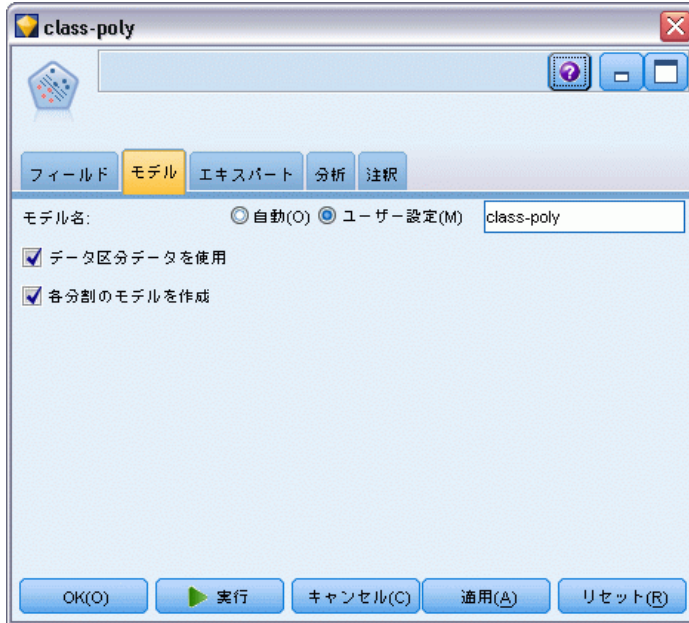 class-poly
フィールド モデル エキスパート 分析 注釈
モデル名: 自動(O) ユーザー設定(M) class-poly
データ区分データを使用
各分割のモデルを作成
OK(O) 実行 キャンセル(C) 適用(A) リセット(R)